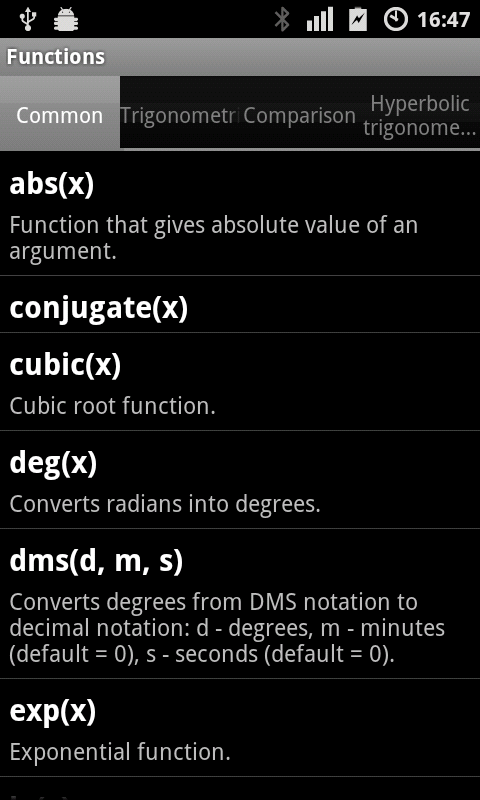 16:47
Functions
Common
Comparison
Hyperbolic
trigonome...
abs(x)
Function that gives absolute value of an
argument.
conjugate(x)
cubic(x)
Cubic root function.
deg(x)
Converts radians into degrees.
dms(d, m, s)
Converts degrees from DMS notation to
decimal notation: d - degrees, m - minutes
(default = 0), s - seconds (default = 0).
exp(x)
Exponential function.